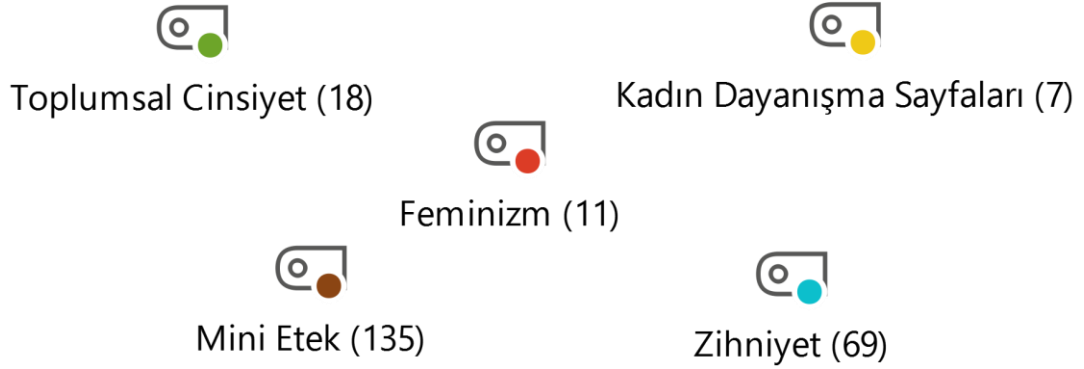 Toplumsal Cinsiyet (18)
Kadın Dayanışma Sayfaları (7)
Feminizm (11)
Mini Etek (135)
Zihniyet (69)